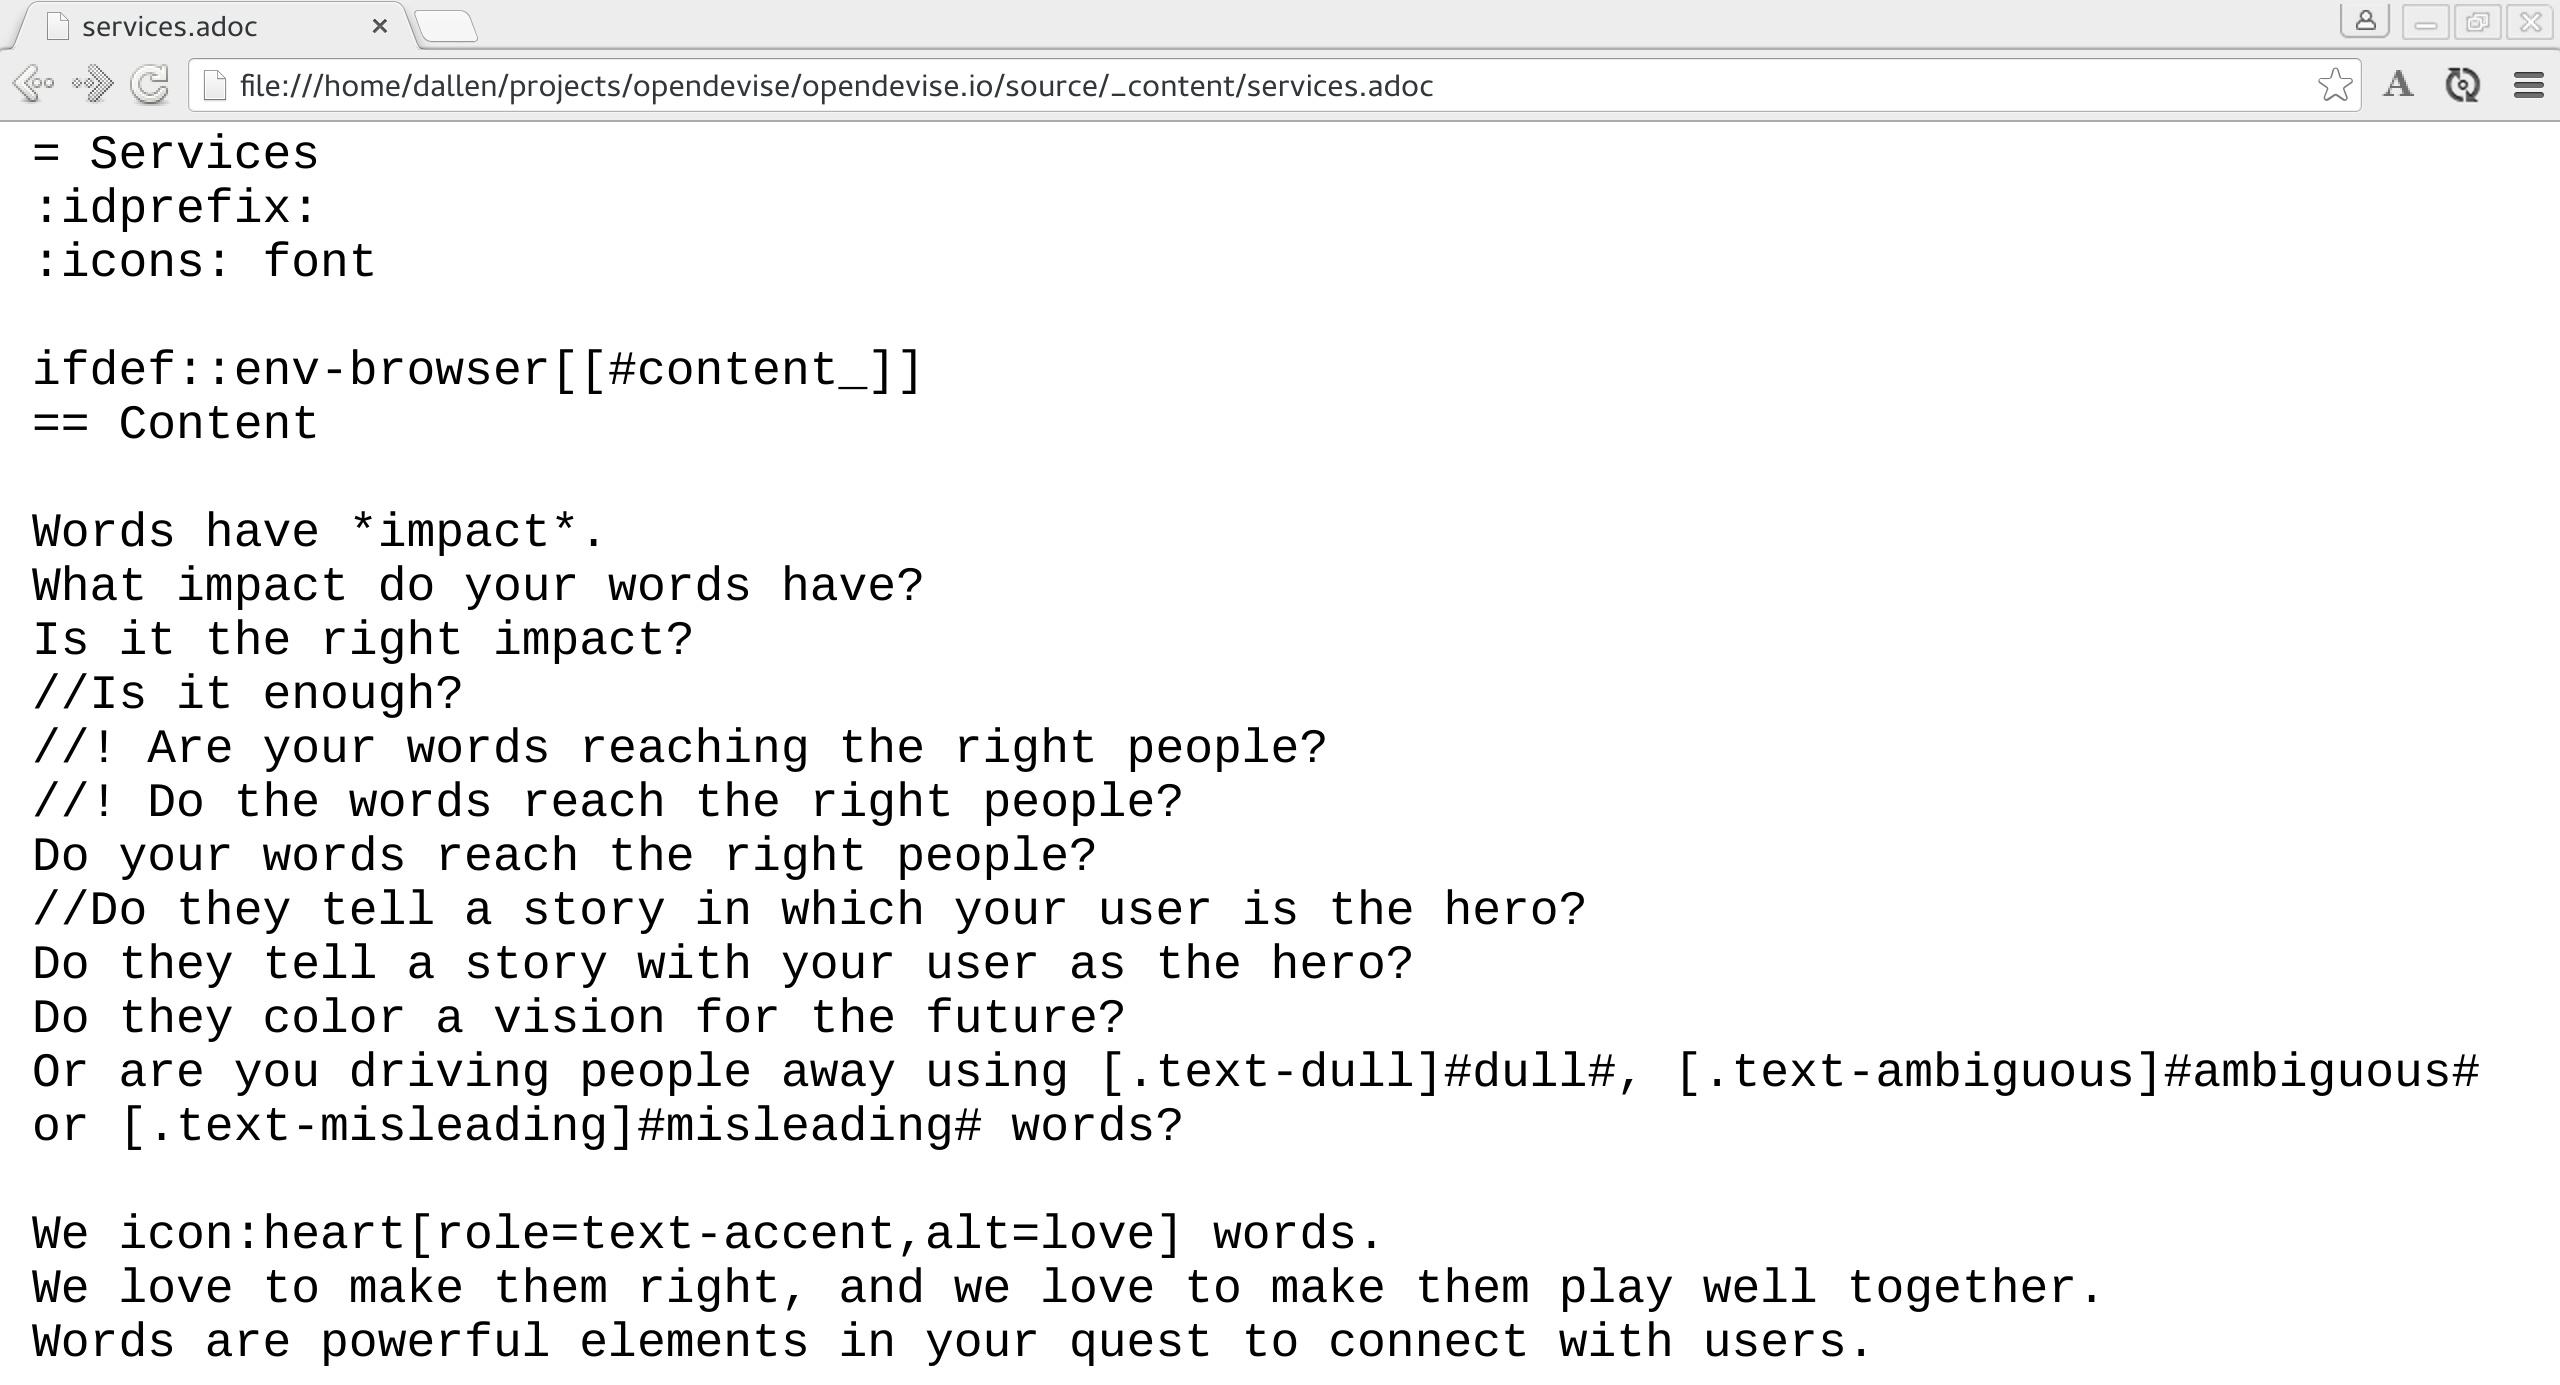 services.adoc
file:///home/dallen/projects/opendevise/opendevise.io/source/_content/services.adoc
A
= Services
:idprefix:
:icons: font
ifdef::env-browser[[#content_]]
== Content
Words have *impact*.
What impact do your words have?
Is it the right impact?
//Is it enough?
//! Are your words reaching the right people?
//! Do the words reach the right people?
Do your words reach the right people?
//Do they tell a story in which your user is the hero?
Do they tell a story with your user as the hero?
Do they color a vision for the future?
Or are you driving people away using [.text-dull]#dull#, [.text-ambiguous]#ambiguous#
or [.text-misleading]#misleading# words?
We icon:heart[role=text-accent,alt=love] words.
We love to make them right, and we love to make them play well together.
Words are powerful elements in your quest to connect with users.